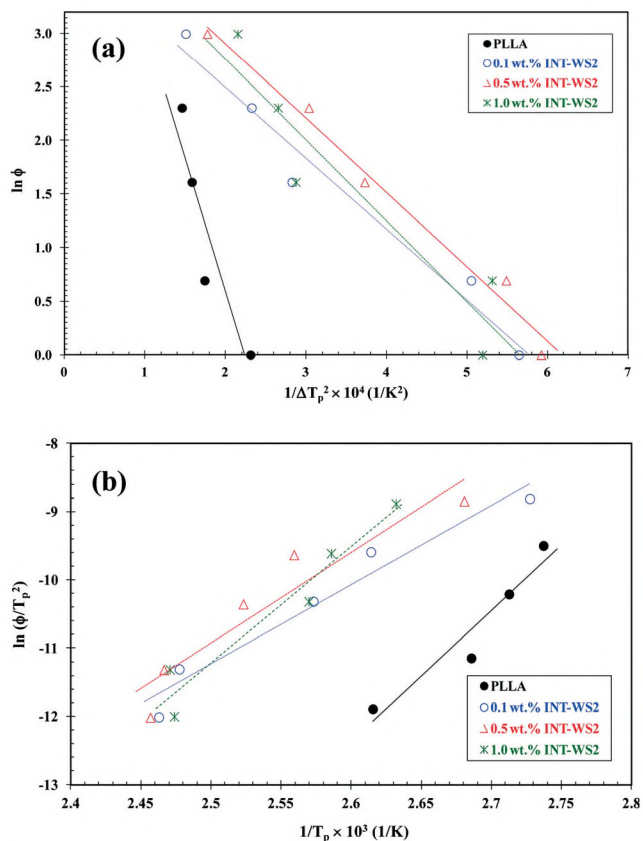 (a)
3.0
2.5
2.0
1.5
1.0
0.5
0.0
ln ϕ
PLLA
0.1 wt.% INT-WS2
0.5 wt.% INT-WS2
1.0 wt.% INT-WS2
0 1 2 3 4 5 6 7
1/ΔTp² × 10⁴ (1/K²)
(b)
-8
-9
-10
-11
-12
-13
ln (ϕ/Tp²)
PLLA
0.1 wt.% INT-WS2
0.5 wt.% INT-WS2
1.0 wt.% INT-WS2
2.4 2.45 2.5 2.55 2.6 2.65 2.7 2.75 2.8
1/Tp × 10³ (1/K)